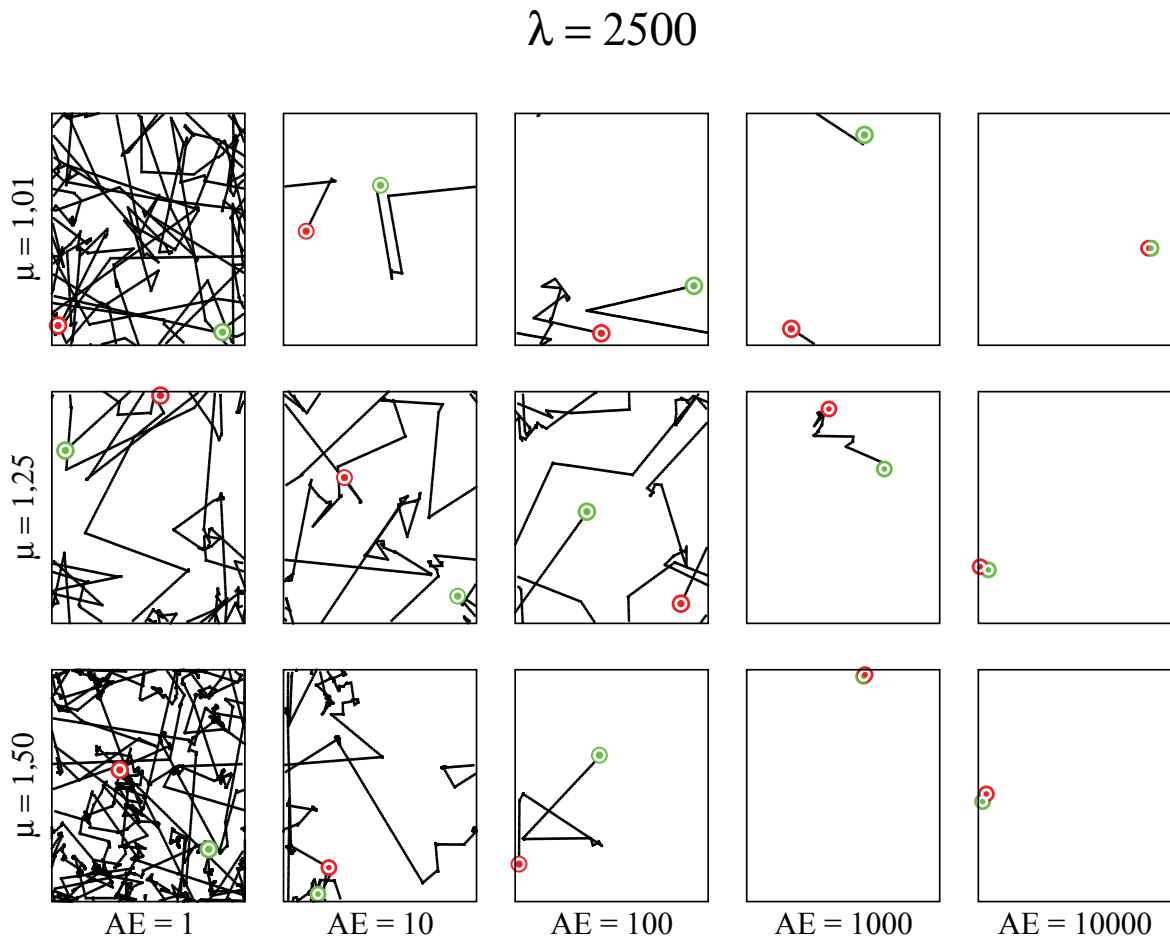 λ = 2500
μ = 1,01
μ = 1,25
μ = 1,50
AE = 1
AE = 10
AE = 100
AE = 1000
AE = 10000